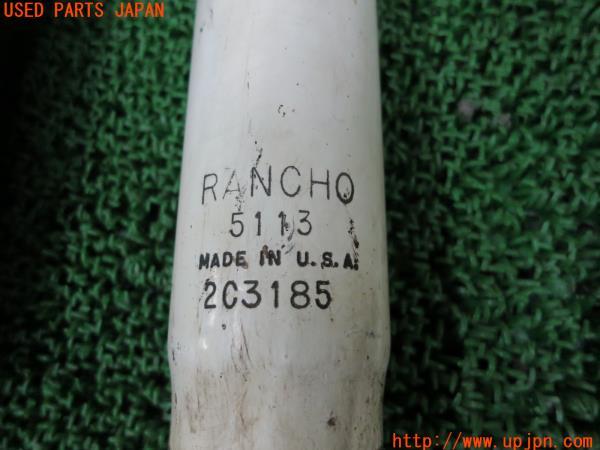 USED PARTS JAPAN
RANCHO
5113
MADE IN U.S.A.
2C3185
http://www.upjpn.com/